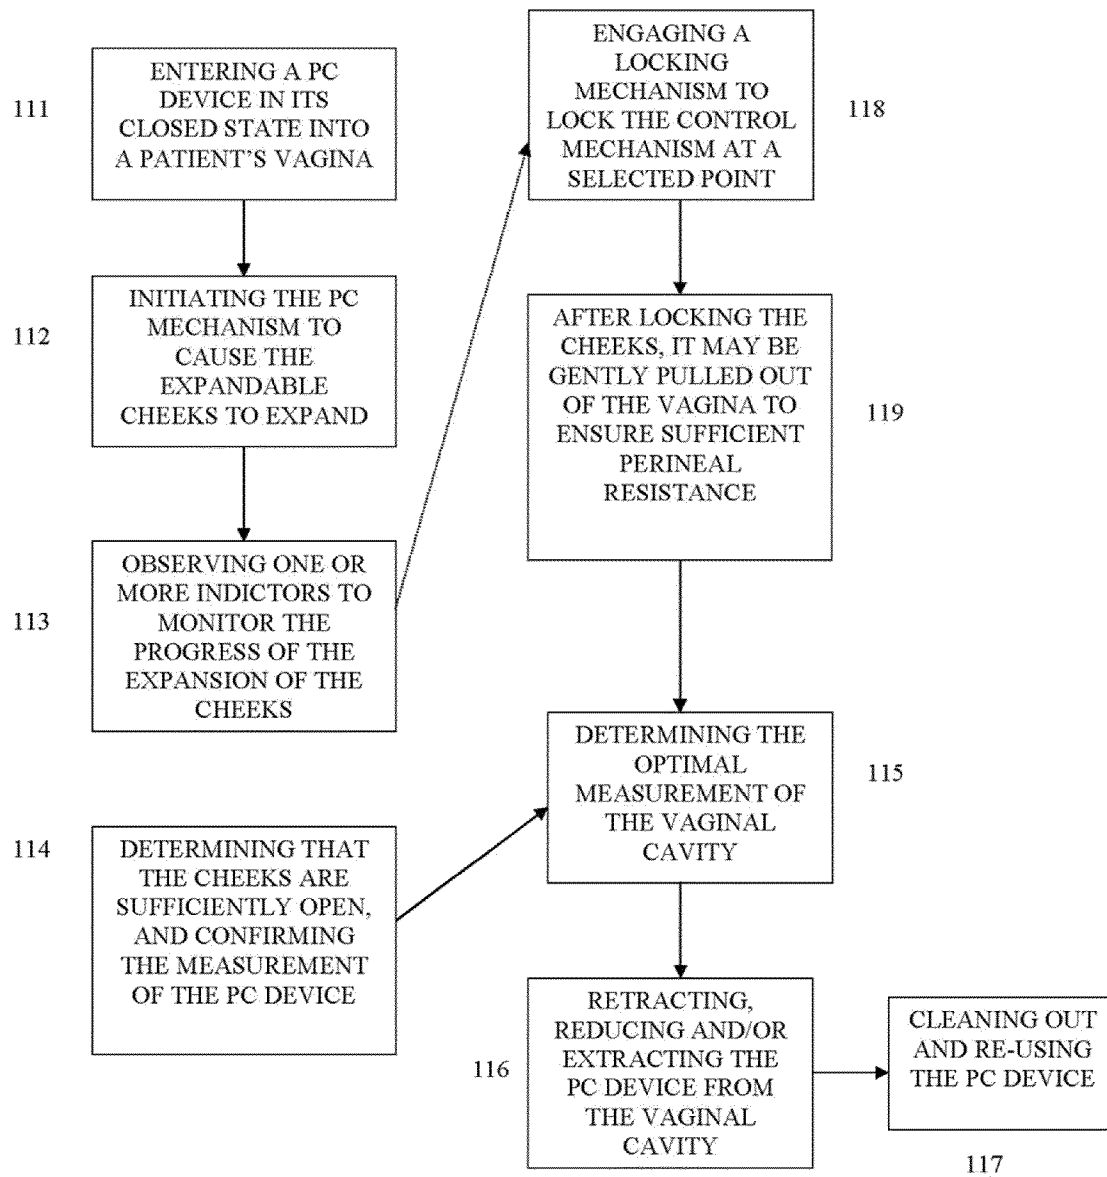 111
ENTERING A PC
DEVICE IN ITS
CLOSED STATE INTO
A PATIENT'S VAGINA
112
INITIATING THE PC
MECHANISM TO
CAUSE THE
EXPANDABLE
CHEEKS TO EXPAND
113
OBSERVING ONE OR
MORE INDICTORS TO
MONITOR THE
PROGRESS OF THE
EXPANSION OF THE
CHEEKS
114
DETERMINING THAT
THE CHEEKS ARE
SUFFICIENTLY OPEN,
AND CONFIRMING
THE MEASUREMENT
OF THE PC DEVICE
ENGAGING A
LOCKING
MECHANISM TO
LOCK THE CONTROL
MECHANISM AT A
SELECTED POINT
118
AFTER LOCKING THE
CHEEKS, IT MAY BE
GENTLY PULLED OUT
OF THE VAGINA TO
ENSURE SUFFICIENT
PERINEAL
RESISTANCE
119
DETERMINING THE
OPTIMAL
MEASUREMENT OF
THE VAGINAL
CAVITY
115
RETRACTING,
REDUCING AND/OR
EXTRACTING THE
PC DEVICE FROM
THE VAGINAL
CAVITY
116
CLEANING OUT
AND RE-USING
THE PC DEVICE
117